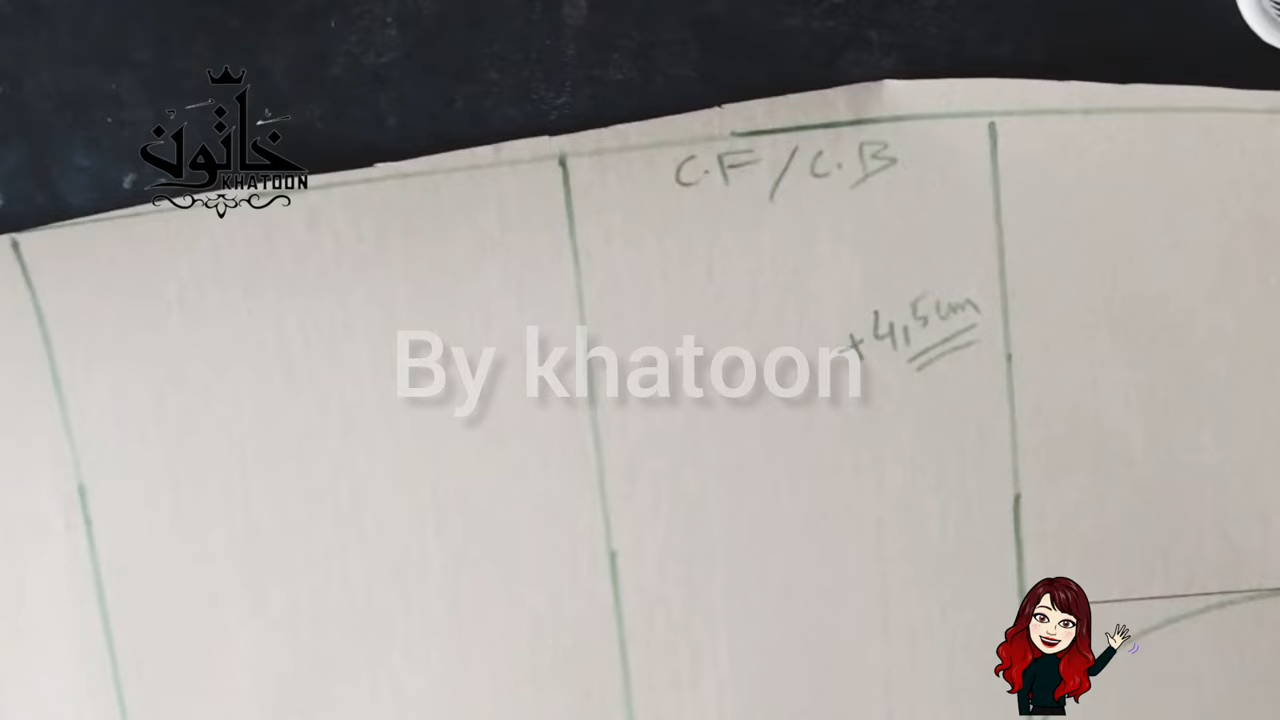 خاتون
KHATOON
C.F/C.B
+4,5cm
By khatoon